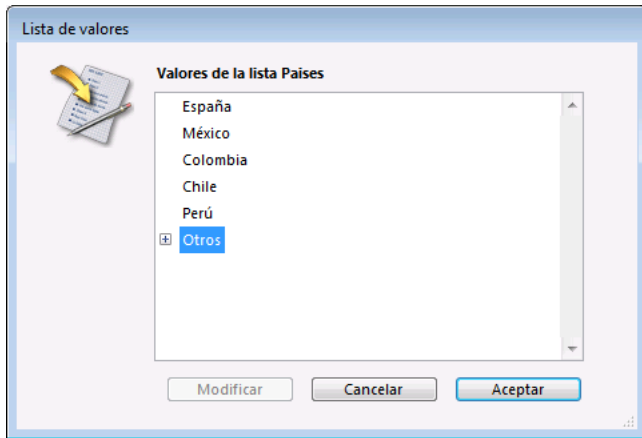 Lista de valores
Valores de la lista Paises
España
México
Colombia
Chile
Perú
Otros
Modificar
Cancelar
Aceptar